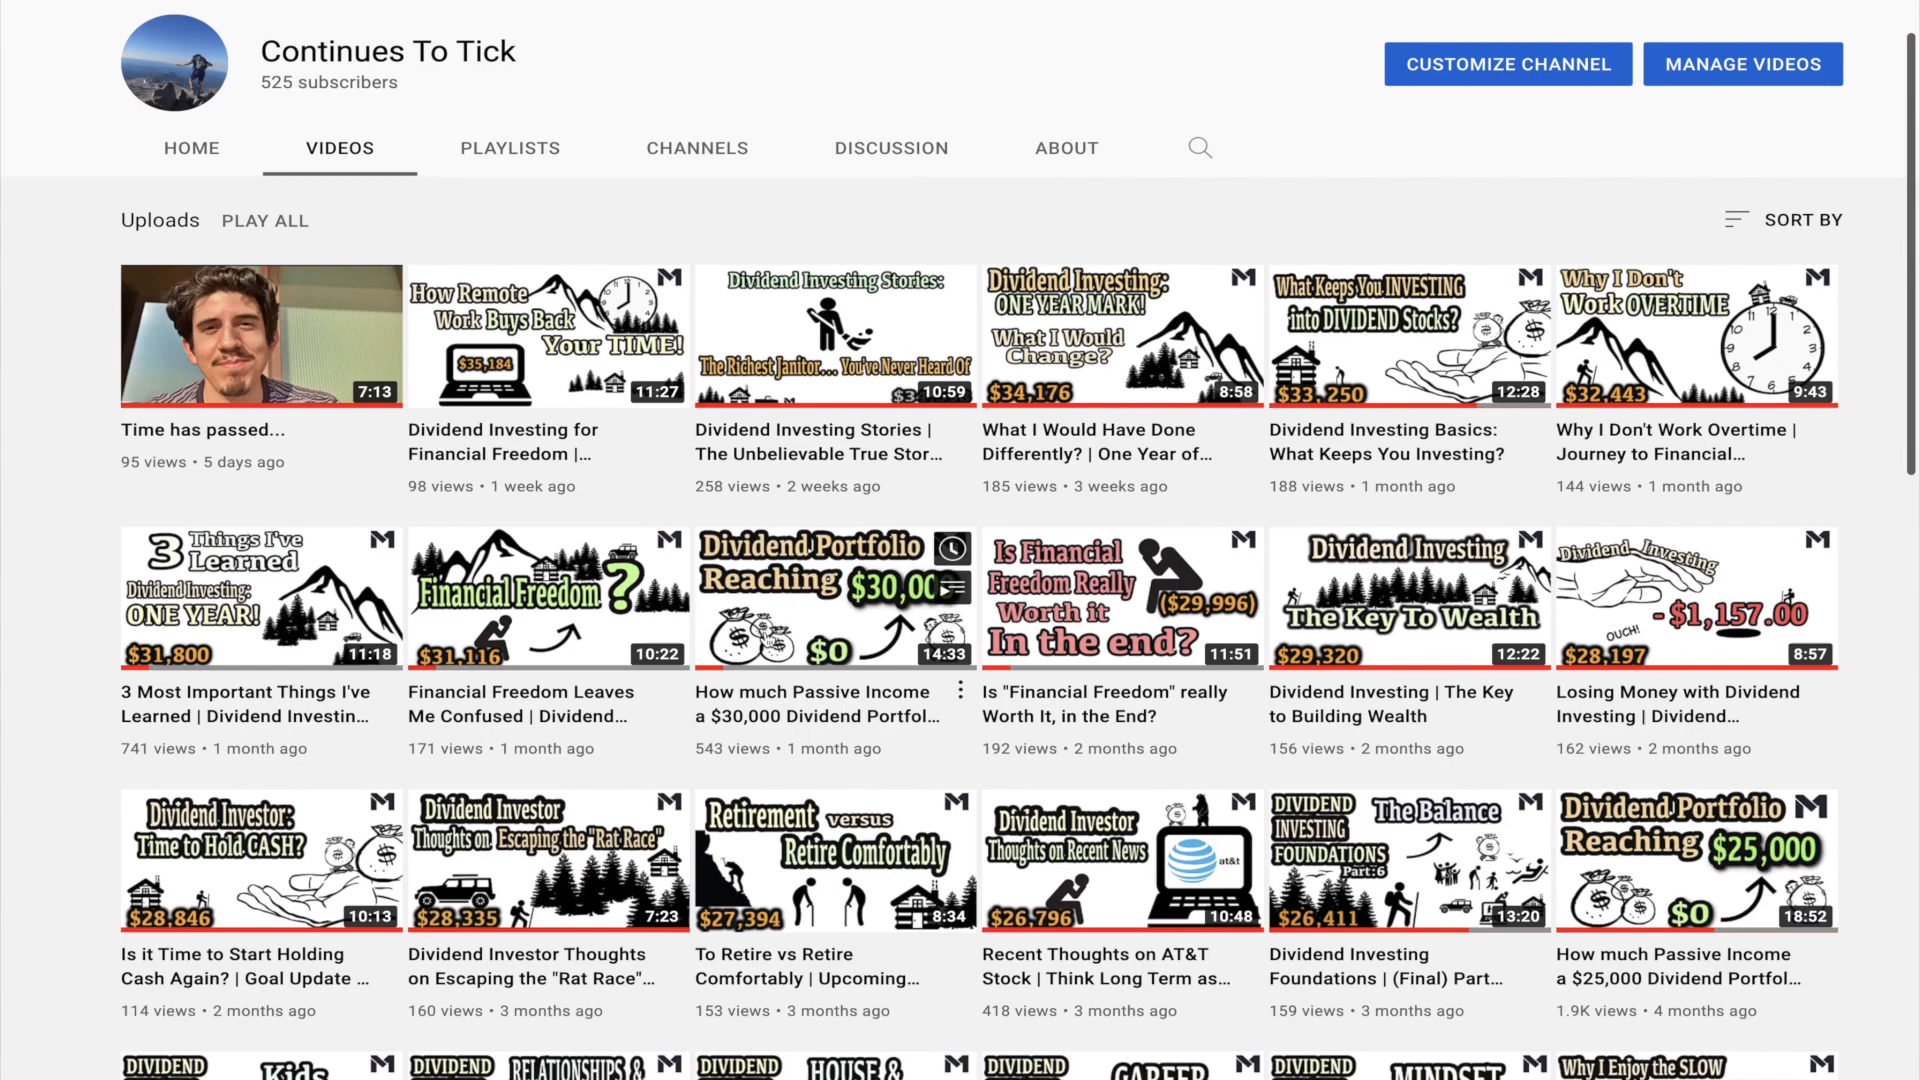 Continues To Tick
525 subscribers
CUSTOMIZE CHANNEL
MANAGE VIDEOS
HOME
VIDEOS
PLAYLISTS
CHANNELS
DISCUSSION
ABOUT
Uploads
PLAY ALL
SORT BY
7:13
Time has passed...
95 views • 5 days ago
How Remote
Work Buys Back
Your TIME!
$35,184
11:27
Dividend Investing for
Financial Freedom |...
98 views • 1 week ago
Dividend Investing Stories:
The Richest Janitor... You've Never Heard Of
10:59
Dividend Investing Stories |
The Unbelievable True Stor...
258 views • 2 weeks ago
Dividend Investing:
ONE YEAR MARK!
What I Would
Change?
$34,176
8:58
What I Would Have Done
Differently? | One Year of...
185 views • 3 weeks ago
What Keeps You INVESTING
into DIVIDEND Stocks?
$33,250
12:28
Dividend Investing Basics:
What Keeps You Investing?
188 views • 1 month ago
Why I Don't
Work OVERTIME
$32,443
9:43
Why I Don't Work Overtime |
Journey to Financial...
144 views • 1 month ago
3 Things I've
Learned
Dividend Investing:
ONE YEAR!
$31,800
11:18
3 Most Important Things I've
Learned | Dividend Investin...
741 views • 1 month ago
Financial Freedom ?
$31,116
10:22
Financial Freedom Leaves
Me Confused | Dividend...
171 views • 1 month ago
Dividend Portfolio
Reaching $30,00
$0
14:33
How much Passive Income
a $30,000 Dividend Portfol...
543 views • 1 month ago
Is Financial
Freedom Really
Worth it
In the end?
($29,996)
11:51
Is "Financial Freedom" really
Worth It, in the End?
192 views • 2 months ago
Dividend Investing
The Key To Wealth
$29,320
12:22
Dividend Investing | The Key
to Building Wealth
156 views • 2 months ago
Dividend Investing
- $1,157.00
OUCH!
$28,197
8:57
Losing Money with Dividend
Investing | Dividend...
162 views • 2 months ago
Dividend Investor:
Time to Hold CASH?
$28,846
10:13
Is it Time to Start Holding
Cash Again? | Goal Update ...
114 views • 2 months ago
Dividend Investor
Thoughts on Escaping the "Rat Race"
$28,335
7:23
Dividend Investor Thoughts
on Escaping the "Rat Race"...
160 views • 3 months ago
Retirement versus
Retire Comfortably
$27,394
8:34
To Retire vs Retire
Comfortably | Upcoming...
153 views • 3 months ago
Dividend Investor
Thoughts on Recent News
at&t
$26,796
10:48
Recent Thoughts on AT&T
Stock | Think Long Term as...
418 views • 3 months ago
DIVIDEND
INVESTING
FOUNDATIONS
Part:6
The Balance
$26,411
13:20
Dividend Investing
Foundations | (Final) Part...
159 views • 3 months ago
Dividend Portfolio
Reaching $25,000
$0
18:52
How much Passive Income
a $25,000 Dividend Portfol...
1.9K views • 4 months ago
DIVIDEND
Kids
DIVIDEND
RELATIONSHIPS &
DIVIDEND
HOUSE &
DIVIDEND
CAREER
DIVIDEND
MINDSET
Why I Enjoy the SLOW